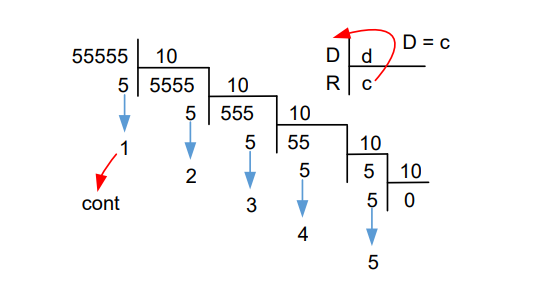 D = c
55555 10 D d
5 5555 10 R c
5 555 10
1 5 55 10
2 5 5 10
cont 3 5 0
4
5